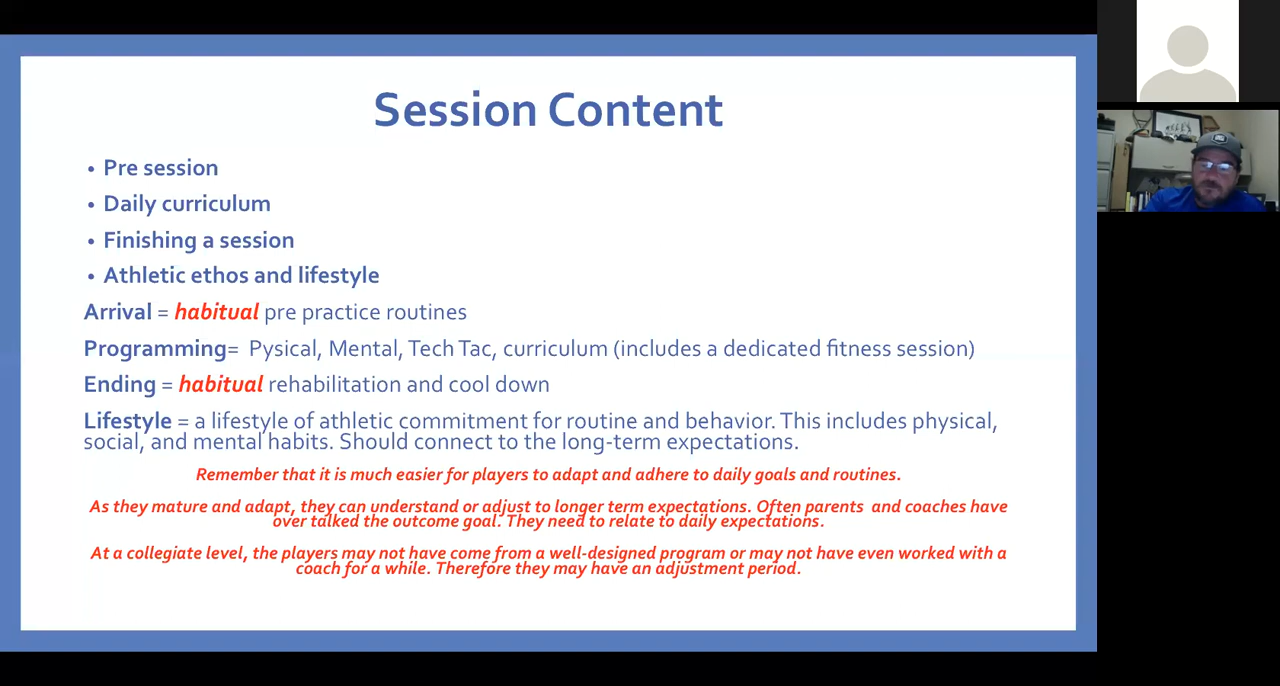 Session Content
• Pre session
• Daily curriculum
• Finishing a session
• Athletic ethos and lifestyle
Arrival = habitual pre practice routines
Programming= Pysical, Mental, Tech Tac, curriculum (includes a dedicated fitness session)
Ending = habitual rehabilitation and cool down
Lifestyle = a lifestyle of athletic commitment for routine and behavior. This includes physical,
social, and mental habits. Should connect to the long-term expectations.
Remember that it is much easier for players to adapt and adhere to daily goals and routines.
As they mature and adapt, they can understand or adjust to longer term expectations. Often parents and coaches have
over talked the outcome goal. They need to relate to daily expectations.
At a collegiate level, the players may not have come from a well-designed program or may not have even worked with a
coach for a while. Therefore they may have an adjustment period.